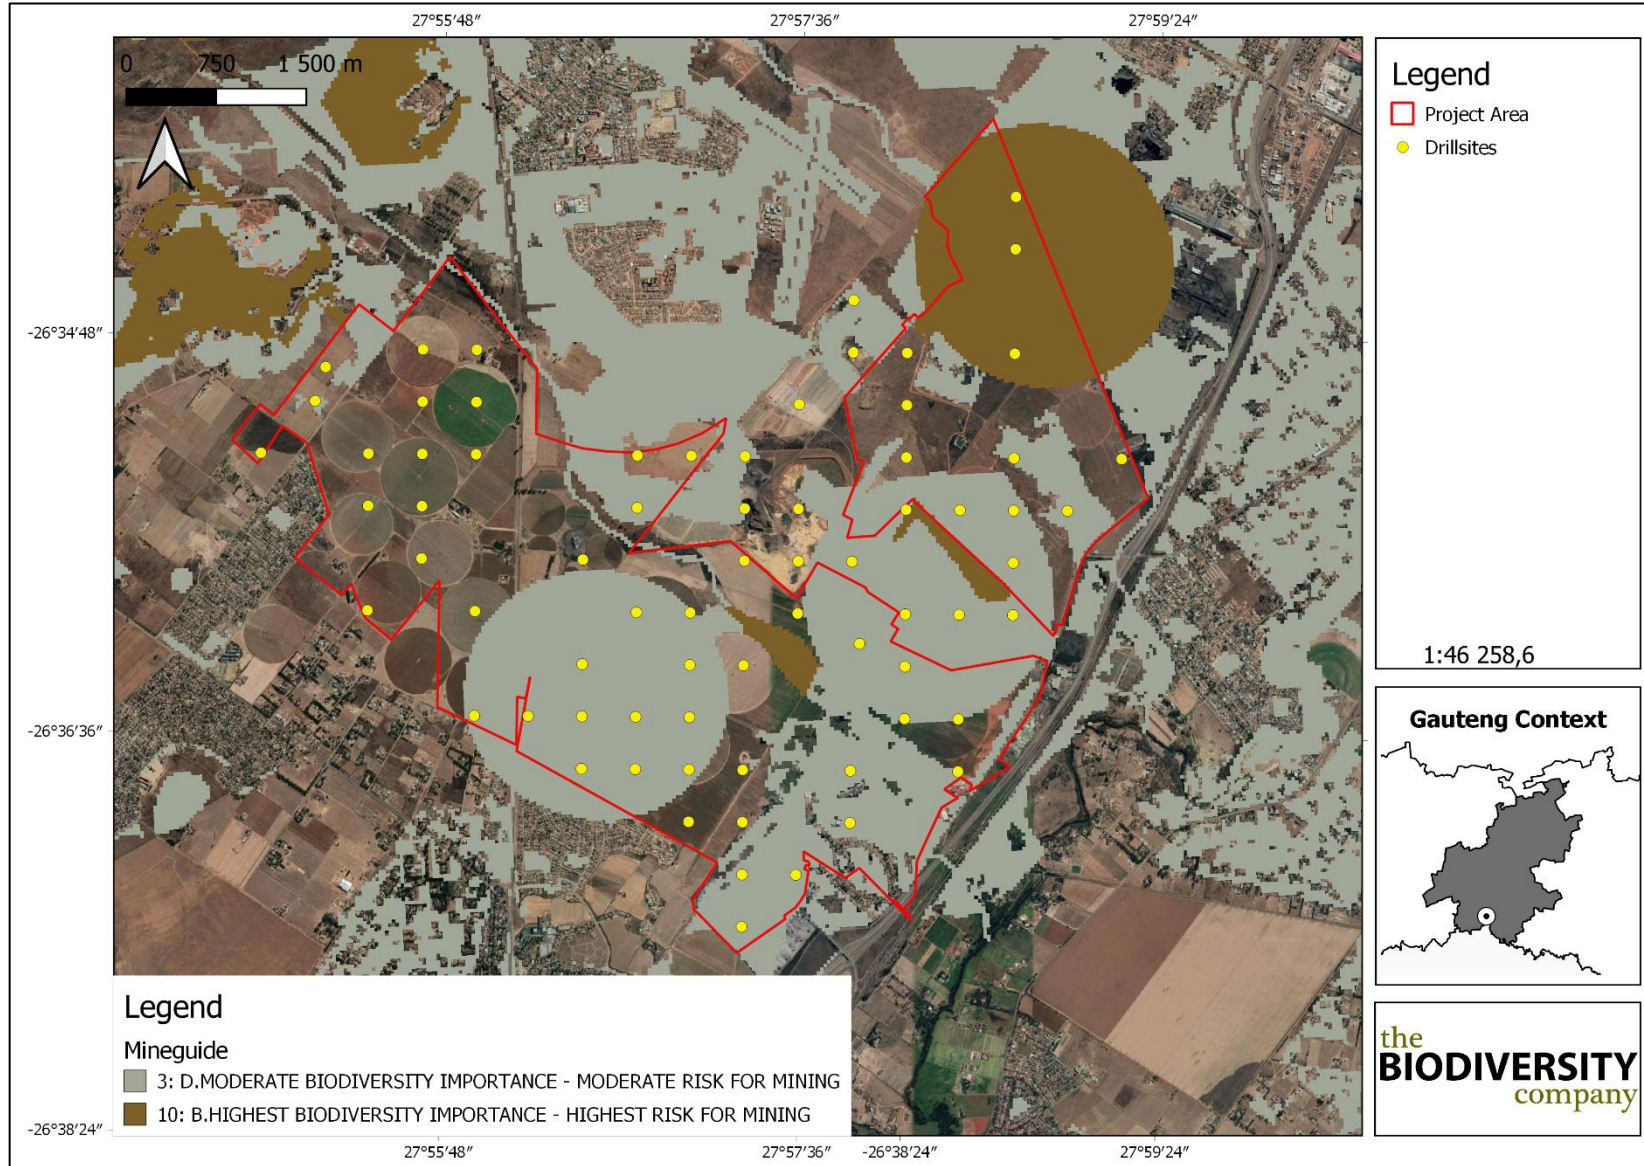 27°55′48″ 27°57′36″ 27°59′24″
0 750 1 500 m
-26°34′48″
-26°36′36″
-26°38′24″
Legend
Mineguide
3: D.MODERATE BIODIVERSITY IMPORTANCE - MODERATE RISK FOR MINING
10: B.HIGHEST BIODIVERSITY IMPORTANCE - HIGHEST RISK FOR MINING
27°55′48″ 27°57′36″ -26°38′24″ 27°59′24″
Legend
Project Area
Drillsites
1:46 258,6
Gauteng Context
the
BIODIVERSITY
company